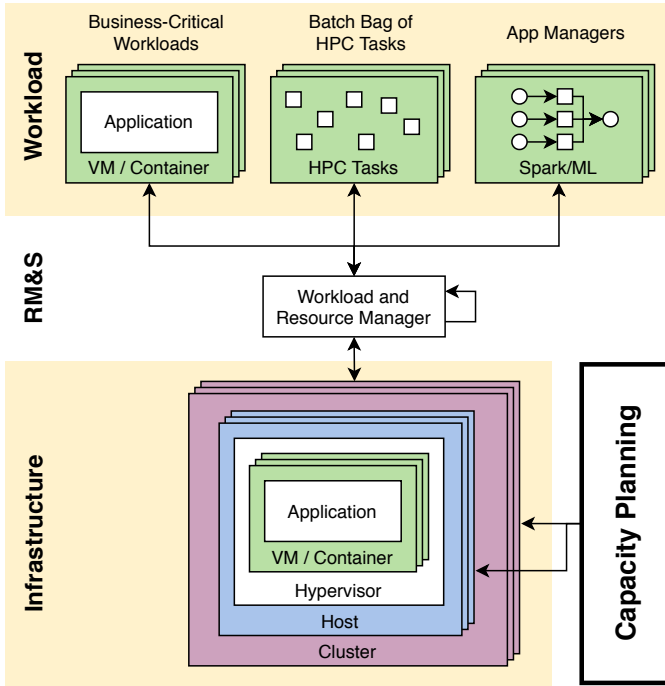 Business-Critical
Workloads
Batch Bag of
HPC Tasks
App Managers
Workload
Application
VM / Container
HPC Tasks
Spark/ML
RM&S
Workload and
Resource Manager
Infrastructure
Application
VM / Container
Hypervisor
Host
Cluster
Capacity Planning